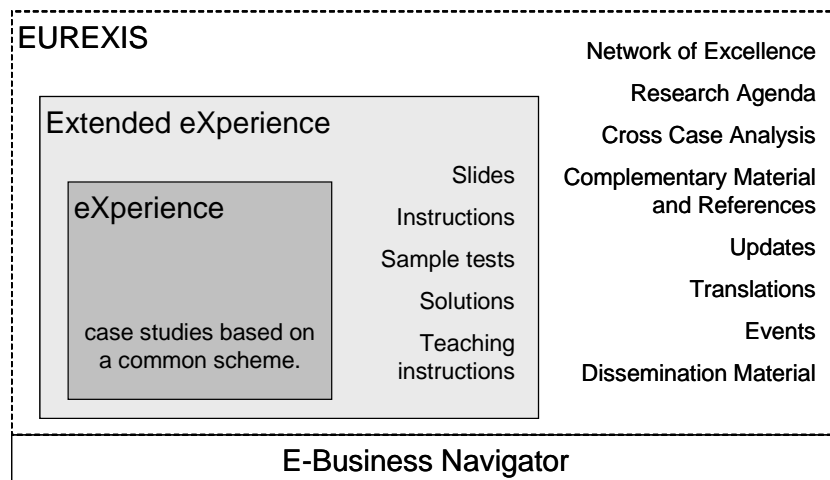 EUREXIS
Extended eXperience
eXperience
case studies based on
a common scheme.
Slides
Instructions
Sample tests
Solutions
Teaching
instructions
Network of Excellence
Research Agenda
Cross Case Analysis
Complementary Material
and References
Updates
Translations
Events
Dissemination Material
E-Business Navigator